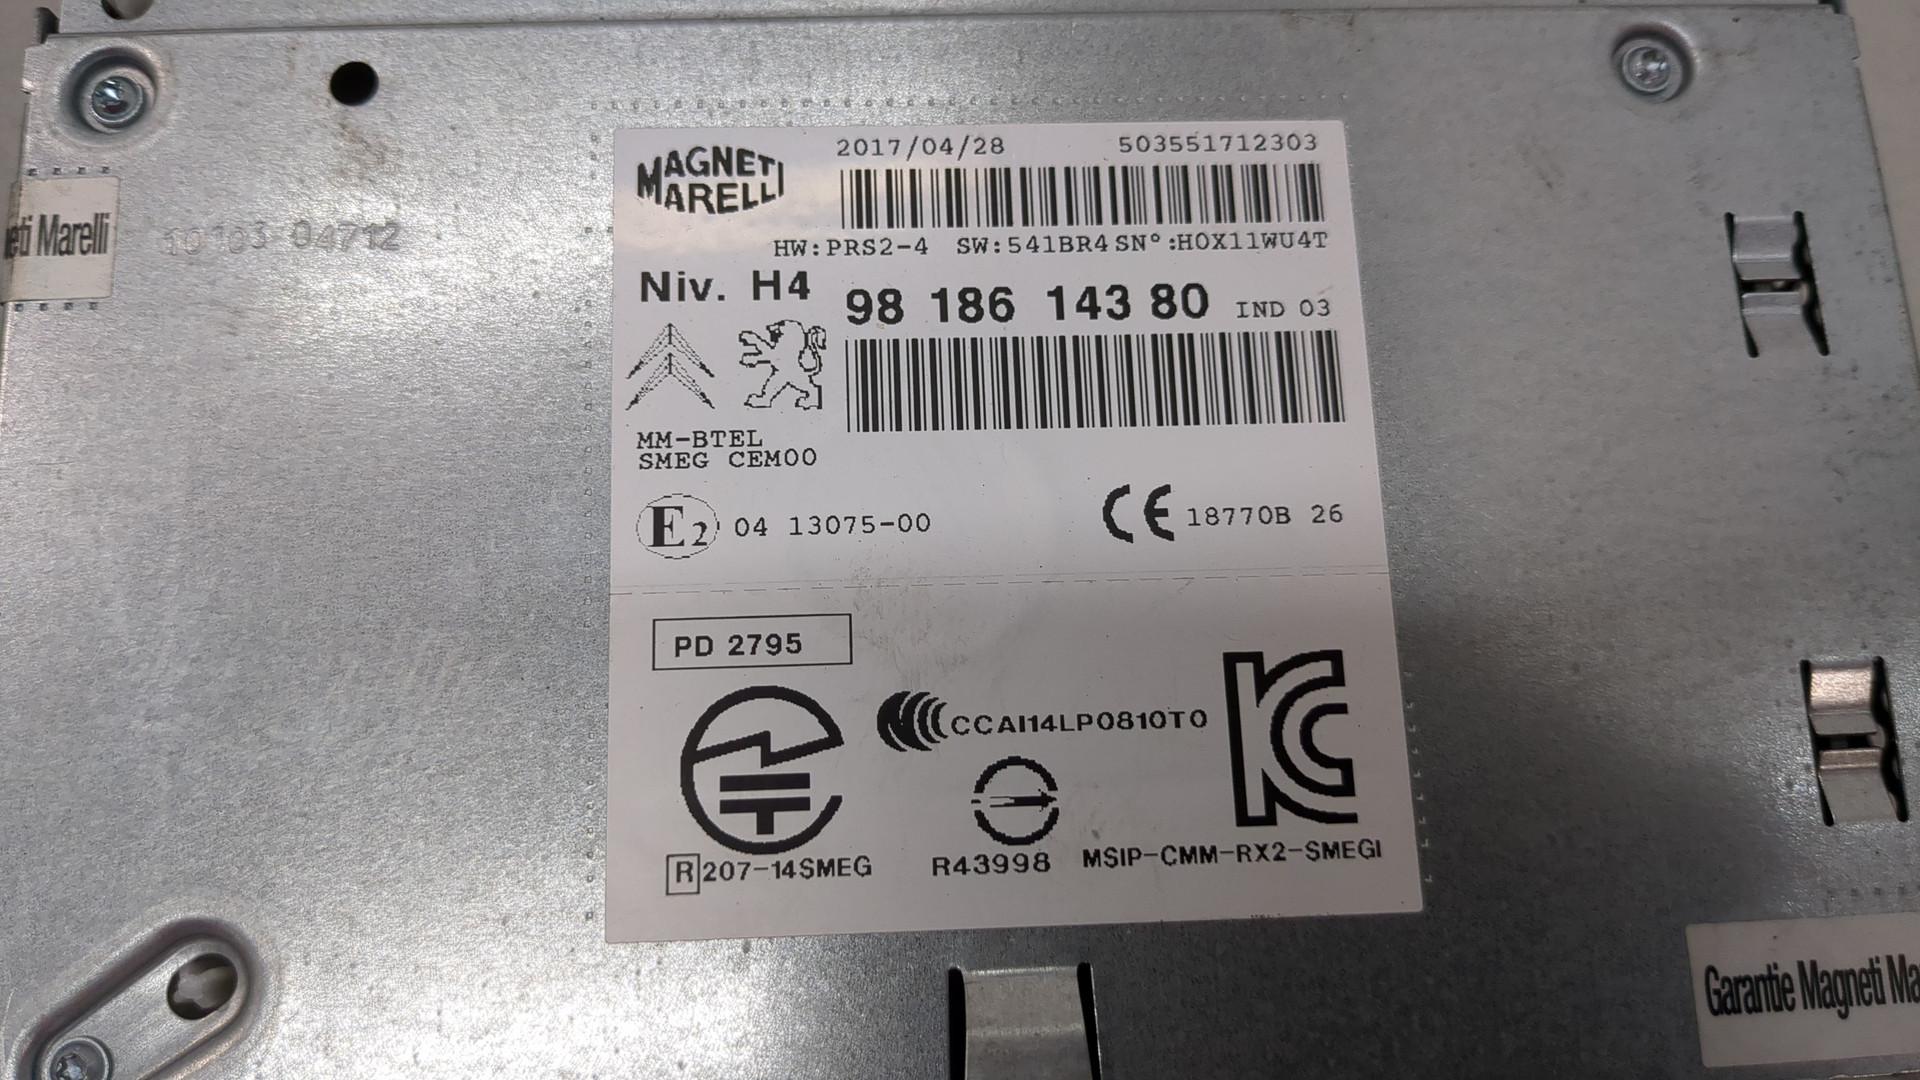 MAGNETI
MARELLI
2017/04/28 503551712303
HW:PRS2-4 SW:541BR4 SN°:HOX11WU4T
Niv. H4
98 186 143 80 IND 03
MM-BTEL
SMEG CEM00
E2 04 13075-00
CE 18770B 26
PD 2795
CCAI14LP0810T0
R 207-14SMEG
R43998
MSIP-CMM-RX2-SMEGI
eti Marelli
10103 04712
Garantie Magneti Ma